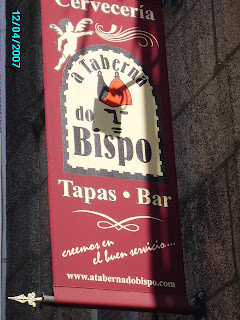 12/04/2007
Cervecería
a Taberna
do
Bispo
Tapas • Bar
creemos en
el buen servicio...
www.atabernadobispo.com